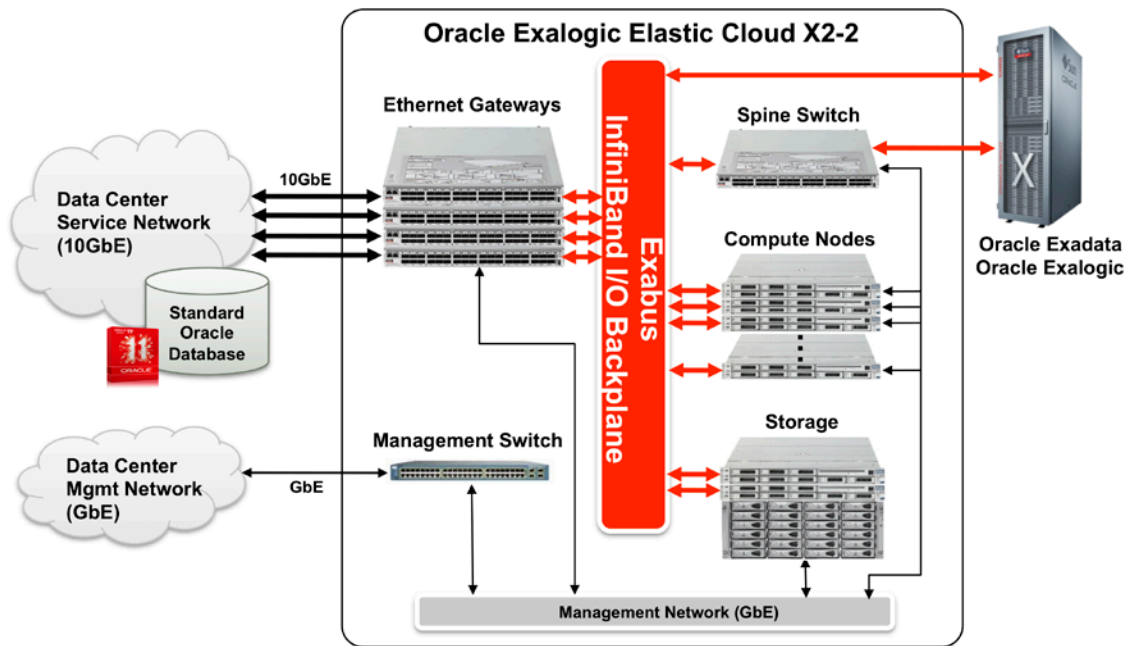 Oracle Exalogic Elastic Cloud X2-2
Ethernet Gateways
Spine Switch
10GbE
Data Center
Service Network
(10GbE)
Standard
Oracle
Database
11
ORACLE
Exabus
InfiniBand I/O Backplane
Compute Nodes
X
Oracle Exadata
Oracle Exalogic
Management Switch
Storage
Data Center
Mgmt Network
(GbE)
GbE
Management Network (GbE)